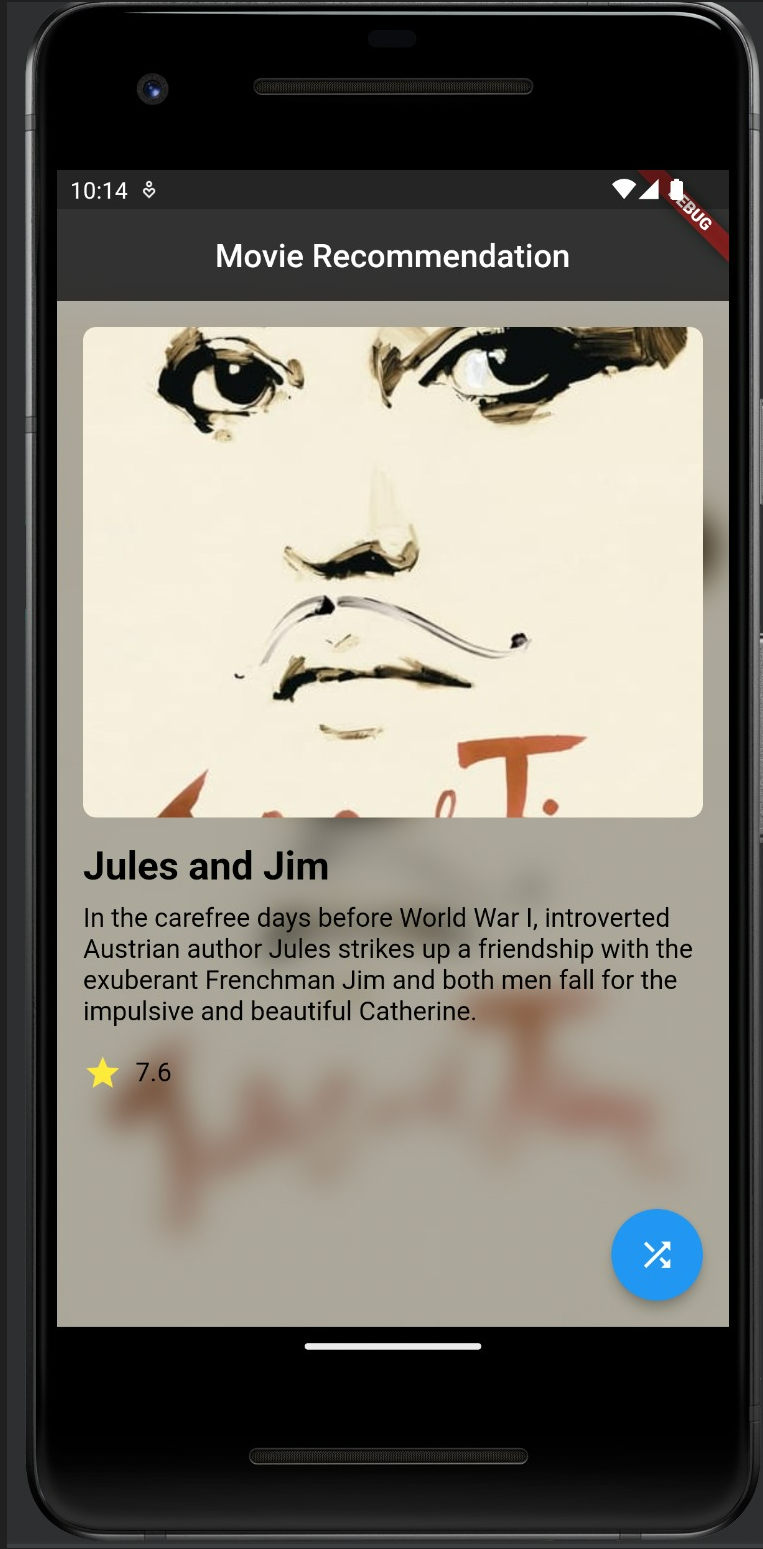 10:14
EBUG
Movie Recommendation
Jules and Jim
In the carefree days before World War I, introverted
Austrian author Jules strikes up a friendship with the
exuberant Frenchman Jim and both men fall for the
impulsive and beautiful Catherine.
7.6